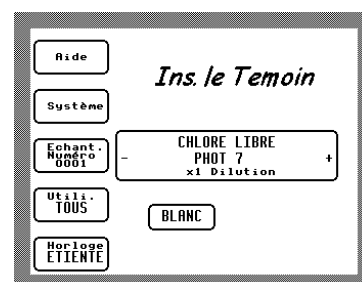 Aide
Ins. le Temoin
Système
Echant.
Numéro
0001
CHLORE LIBRE
- PHOT 7 +
x1 Dilution
Utili.
TOUS
BLANC
Horloge
ETIENTE